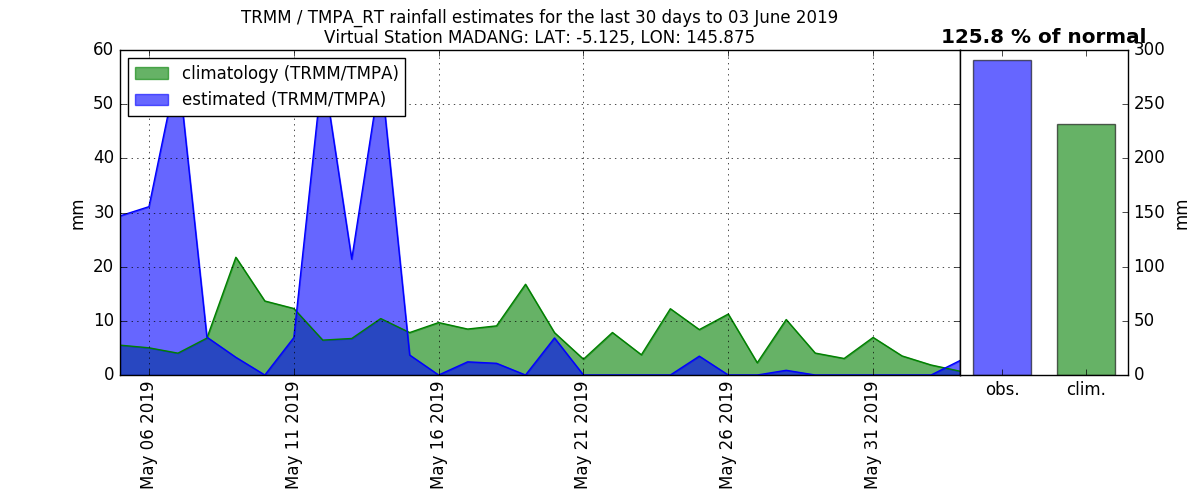 TRMM / TMPA_RT rainfall estimates for the last 30 days to 03 June 2019
Virtual Station MADANG: LAT: -5.125, LON: 145.875
125.8 % of normal
climatology (TRMM/TMPA)
estimated (TRMM/TMPA)
60
50
40
30
20
10
0
mm
May 06 2019
May 11 2019
May 16 2019
May 21 2019
May 26 2019
May 31 2019
obs.
clim.
300
250
200
150
100
50
0
mm